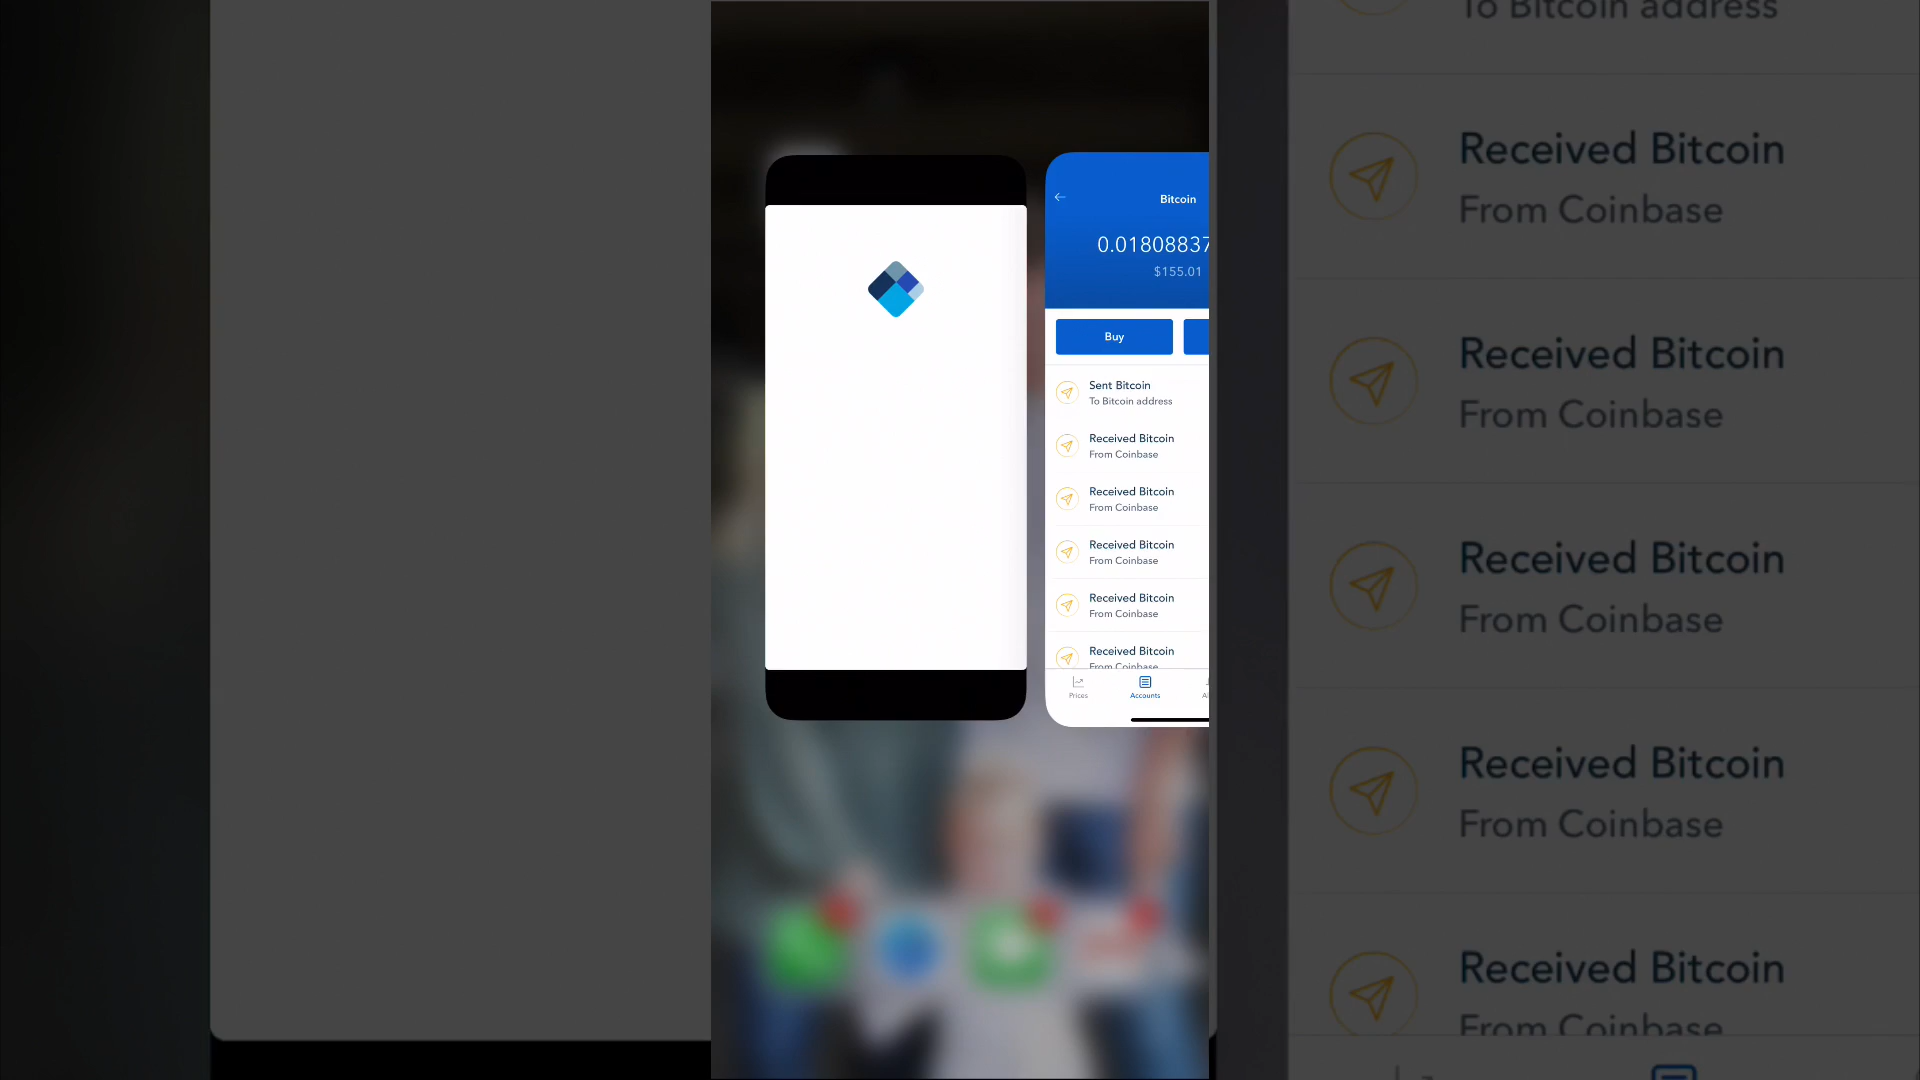 Bitcoin
0.01808837
$155.01
Buy
Sent Bitcoin
To Bitcoin address
Received Bitcoin
From Coinbase
Received Bitcoin
From Coinbase
Received Bitcoin
From Coinbase
Received Bitcoin
From Coinbase
Received Bitcoin
From Coinbase
Prices
Accounts
To Bitcoin address
Received Bitcoin
From Coinbase
Received Bitcoin
From Coinbase
Received Bitcoin
From Coinbase
Received Bitcoin
From Coinbase
Received Bitcoin
From Coinbase